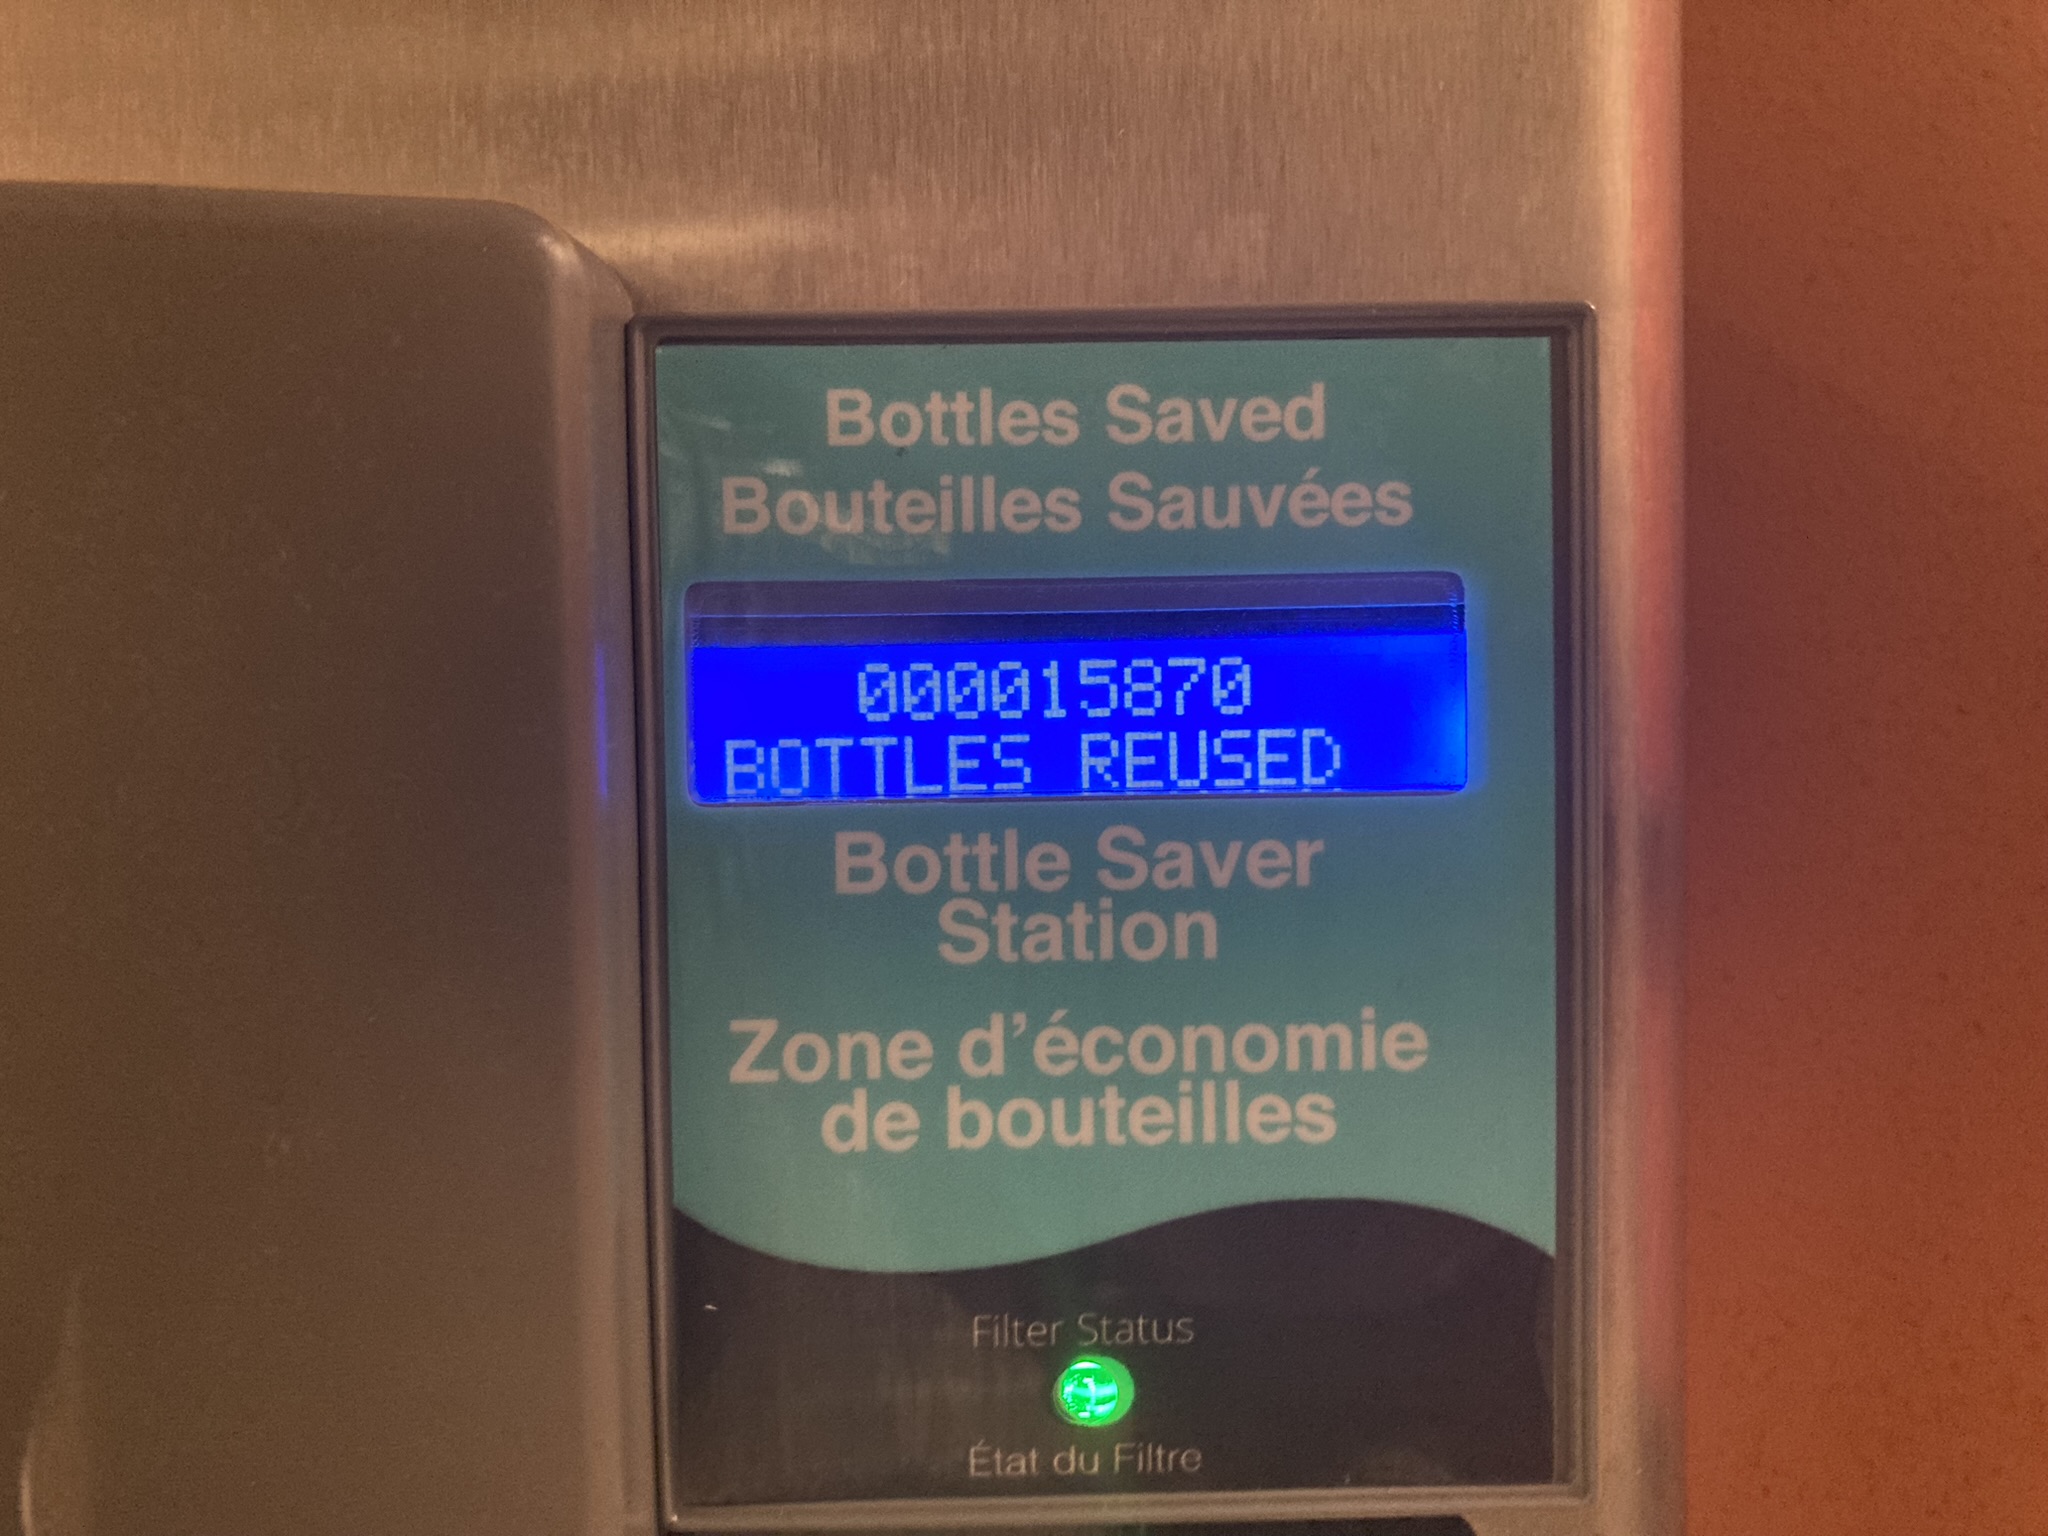 Bottles Saved
Bouteilles Sauvées
000015870
BOTTLES REUSED
Bottle Saver
Station
Zone d'économie
de bouteilles
Filter Status
État du Filtre